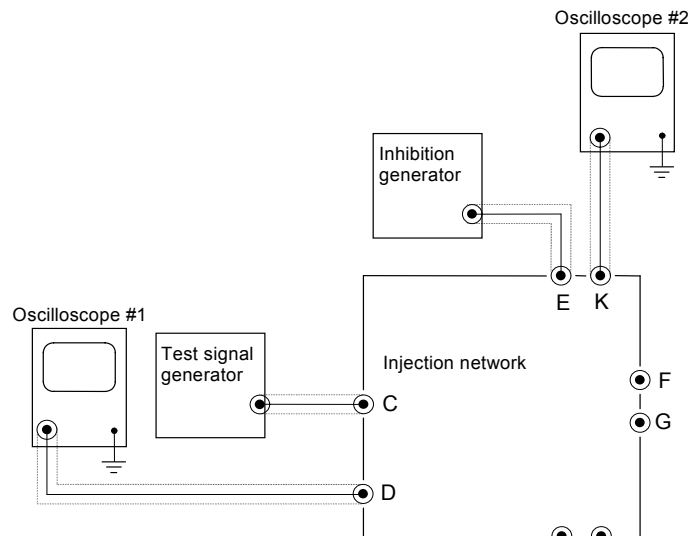 Oscilloscope #2
Inhibition
generator
E K
Oscilloscope #1
Test signal
generator
Injection network
F
C
G
D